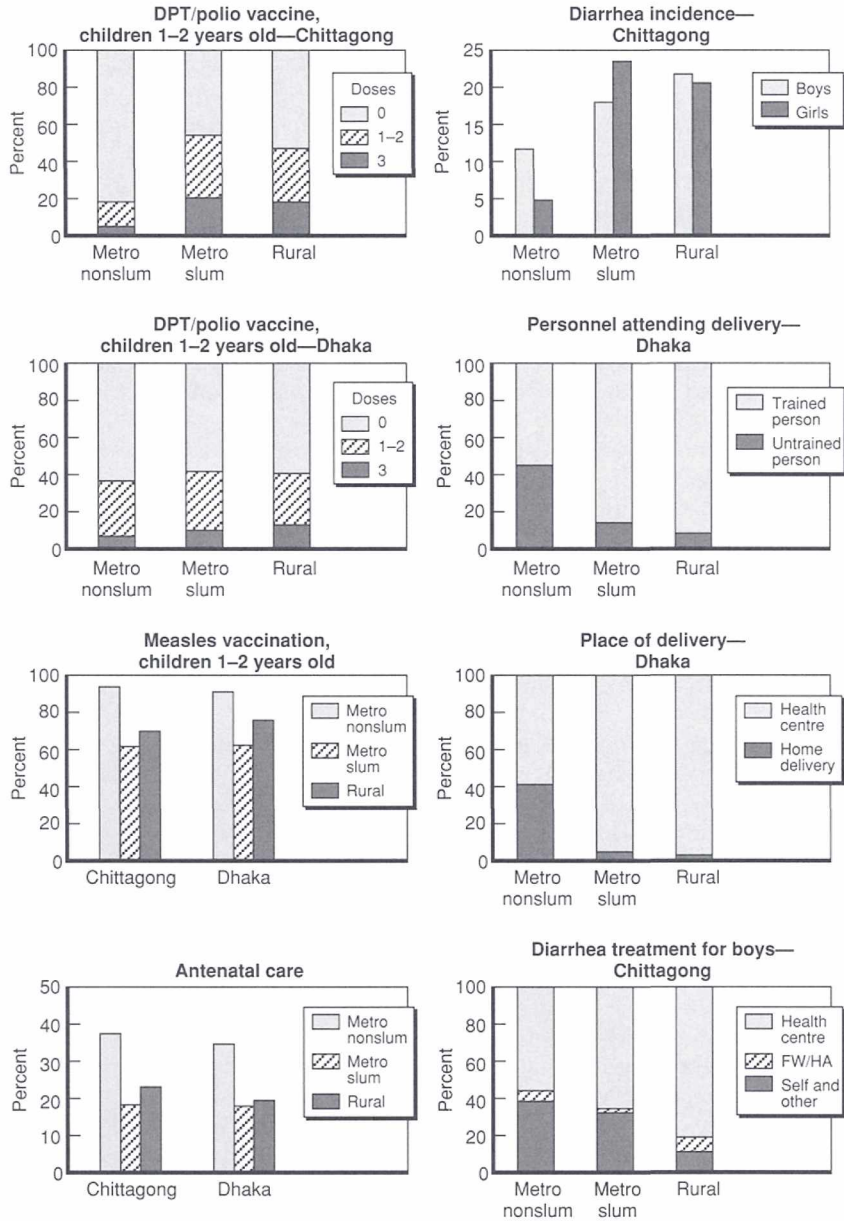 DPT/polio vaccine,
children 1–2 years old—Chittagong
Percent
100
80
60
40
20
0
Metro
nonslum
Metro
slum
Rural
Doses
0
1–2
3
Diarrhea incidence—
Chittagong
Percent
25
20
15
10
5
0
Metro
nonslum
Metro
slum
Rural
Boys
Girls
DPT/polio vaccine,
children 1–2 years old—Dhaka
Percent
100
80
60
40
20
0
Metro
nonslum
Metro
slum
Rural
Doses
0
1–2
3
Personnel attending delivery—
Dhaka
Percent
100
80
60
40
20
0
Metro
nonslum
Metro
slum
Rural
Trained
person
Untrained
person
Measles vaccination,
children 1–2 years old
Percent
100
80
60
40
20
0
Chittagong
Dhaka
Metro
nonslum
Metro
slum
Rural
Place of delivery—
Dhaka
Percent
100
80
60
40
20
0
Metro
nonslum
Metro
slum
Rural
Health
centre
Home
delivery
Antenatal care
Percent
50
40
30
20
10
0
Chittagong
Dhaka
Metro
nonslum
Metro
slum
Rural
Diarrhea treatment for boys—
Chittagong
Percent
100
80
60
40
20
0
Metro
nonslum
Metro
slum
Rural
Health
centre
FW/HA
Self and
other